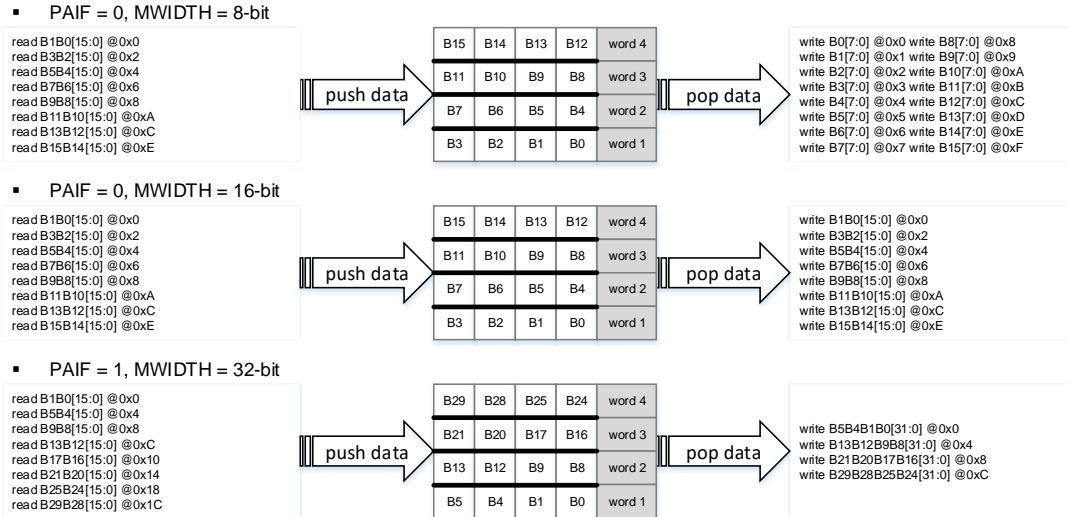 ▪ PAIF = 0, MWIDTH = 8-bit
read B1B0[15:0] @0x0
read B3B2[15:0] @0x2
read B5B4[15:0] @0x4
read B7B6[15:0] @0x6
read B9B8[15:0] @0x8
read B11B10[15:0] @0xA
read B13B12[15:0] @0xC
read B15B14[15:0] @0xE
push data
B15 B14 B13 B12 word 4
B11 B10 B9 B8 word 3
B7 B6 B5 B4 word 2
B3 B2 B1 B0 word 1
pop data
write B0[7:0] @0x0 write B8[7:0] @0x8
write B1[7:0] @0x1 write B9[7:0] @0x9
write B2[7:0] @0x2 write B10[7:0] @0xA
write B3[7:0] @0x3 write B11[7:0] @0xB
write B4[7:0] @0x4 write B12[7:0] @0xC
write B5[7:0] @0x5 write B13[7:0] @0xD
write B6[7:0] @0x6 write B14[7:0] @0xE
write B7[7:0] @0x7 write B15[7:0] @0xF
▪ PAIF = 0, MWIDTH = 16-bit
read B1B0[15:0] @0x0
read B3B2[15:0] @0x2
read B5B4[15:0] @0x4
read B7B6[15:0] @0x6
read B9B8[15:0] @0x8
read B11B10[15:0] @0xA
read B13B12[15:0] @0xC
read B15B14[15:0] @0xE
push data
B15 B14 B13 B12 word 4
B11 B10 B9 B8 word 3
B7 B6 B5 B4 word 2
B3 B2 B1 B0 word 1
pop data
write B1B0[15:0] @0x0
write B3B2[15:0] @0x2
write B5B4[15:0] @0x4
write B7B6[15:0] @0x6
write B9B8[15:0] @0x8
write B11B10[15:0] @0xA
write B13B12[15:0] @0xC
write B15B14[15:0] @0xE
▪ PAIF = 1, MWIDTH = 32-bit
read B1B0[15:0] @0x0
read B5B4[15:0] @0x4
read B9B8[15:0] @0x8
read B13B12[15:0] @0xC
read B17B16[15:0] @0x10
read B21B20[15:0] @0x14
read B25B24[15:0] @0x18
read B29B28[15:0] @0x1C
push data
B29 B28 B25 B24 word 4
B21 B20 B17 B16 word 3
B13 B12 B9 B8 word 2
B5 B4 B1 B0 word 1
pop data
write B5B4B1B0[31:0] @0x0
write B13B12B9B8[31:0] @0x4
write B21B20B17B16[31:0] @0x8
write B29B28B25B24[31:0] @0xC